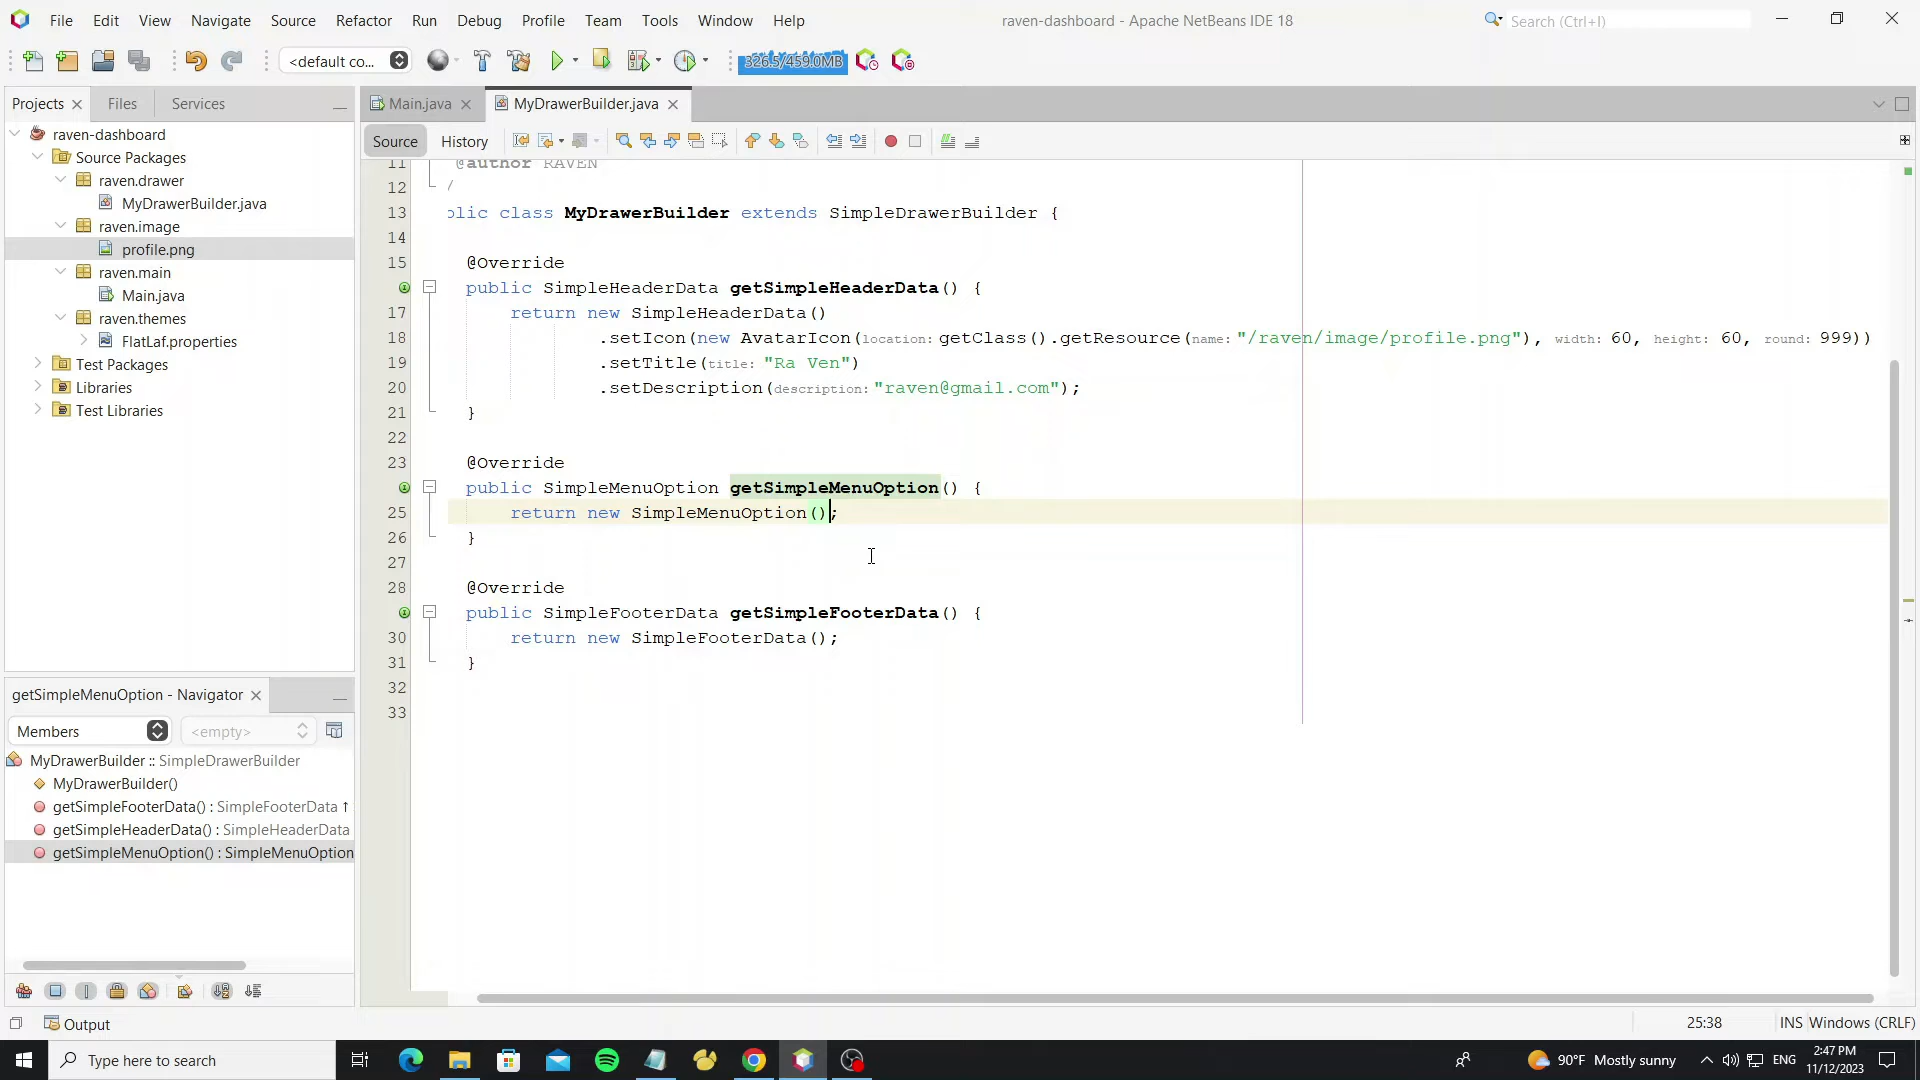 File Edit View Navigate Source Refactor Run Debug Profile Team Tools Window Help
raven-dashboard - Apache NetBeans IDE 18
Search (Ctrl+I)
<default co...
326.5/459.0MB
Projects Files Services
Main.java MyDrawerBuilder.java
Source History
raven-dashboard
Source Packages
raven.drawer
MyDrawerBuilder.java
raven.image
profile.png
raven.main
Main.java
raven.themes
FlatLaf.properties
Test Packages
Libraries
Test Libraries
11 @author RAVEN
12 /
13 blic class MyDrawerBuilder extends SimpleDrawerBuilder {
14
15 @Override
public SimpleHeaderData getSimpleHeaderData() {
17 return new SimpleHeaderData()
18 .setIcon(new AvatarIcon(location: getClass().getResource(name: "/raven/image/profile.png"), width: 60, height: 60, round: 999))
19 .setTitle(title: "Ra Ven")
20 .setDescription(description: "raven@gmail.com");
21 }
22
23 @Override
public SimpleMenuOption getSimpleMenuOption() {
25 return new SimpleMenuOption();
26 }
27
28 @Override
public SimpleFooterData getSimpleFooterData() {
30 return new SimpleFooterData();
31 }
32
33
getSimpleMenuOption - Navigator
Members <empty>
MyDrawerBuilder :: SimpleDrawerBuilder
MyDrawerBuilder()
getSimpleFooterData() : SimpleFooterData ↑
getSimpleHeaderData() : SimpleHeaderData
getSimpleMenuOption() : SimpleMenuOption
Output
25:38 INS Windows (CRLF)
Type here to search
90°F Mostly sunny
ENG
2:47 PM
11/12/2023